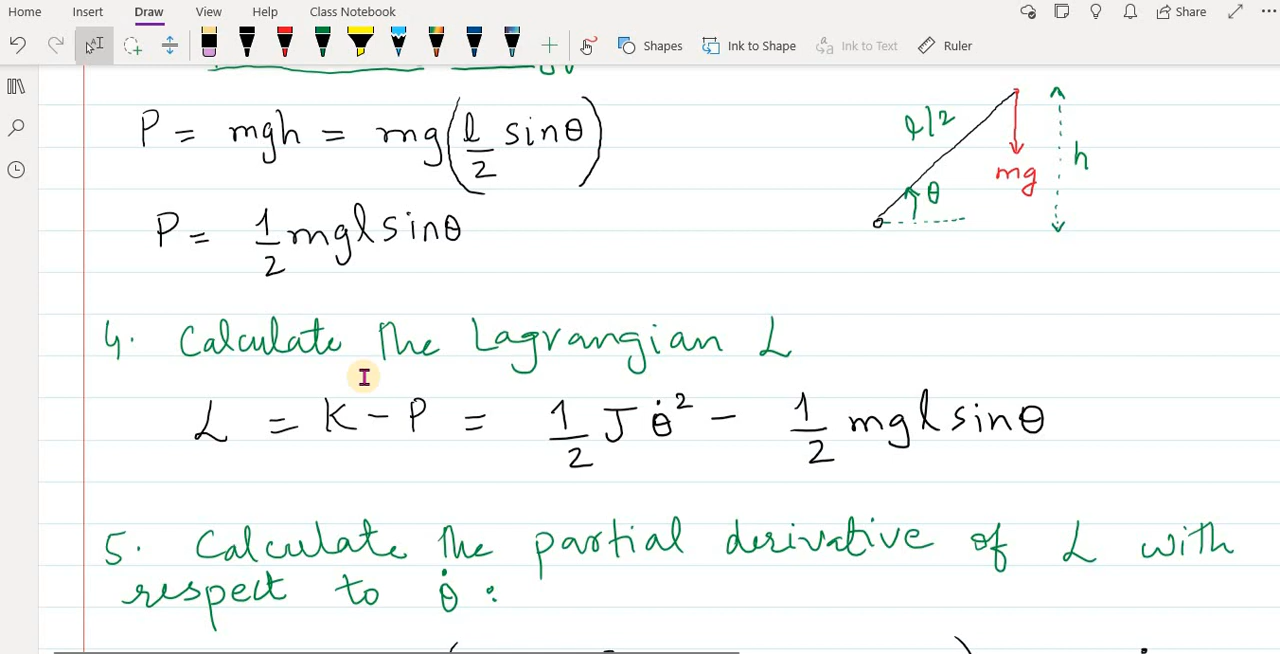 Home Insert Draw View Help Class Notebook Share
Shapes Ink to Shape Ink to Text Ruler
P = mgh = mg(l/2 sinθ)
P = 1/2 mgl sinθ
l/2
θ
mg
h
4. Calculate the Lagrangian L
L = K - P = 1/2 J θ̇² - 1/2 mgl sinθ
5. Calculate the partial derivative of L with
respect to θ̇ :